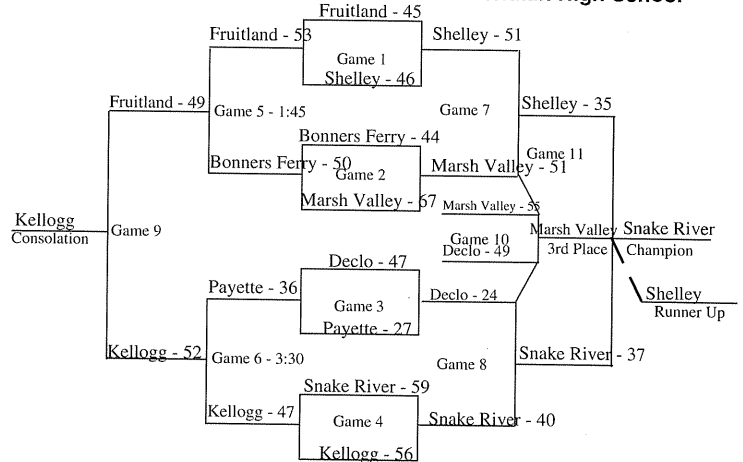 High School
Fruitland - 45
Fruitland - 53
Shelley - 51
Game 1
Shelley - 46
Fruitland - 49
Game 5 - 1:45
Game 7
Shelley - 35
Bonners Ferry - 44
Bonners Ferry - 50
Game 2
Marsh Valley - 51
Game 11
Marsh Valley - 67
Marsh Valley - 55
Kellogg
Consolation
Game 9
Game 10
Marsh Valley
3rd Place
Snake River
Champion
Declo - 49
Declo - 47
Payette - 36
Game 3
Declo - 24
Payette - 27
Shelley
Runner Up
Kellogg - 52
Game 6 - 3:30
Game 8
Snake River - 37
Snake River - 59
Kellogg - 47
Game 4
Snake River - 40
Kellogg - 56